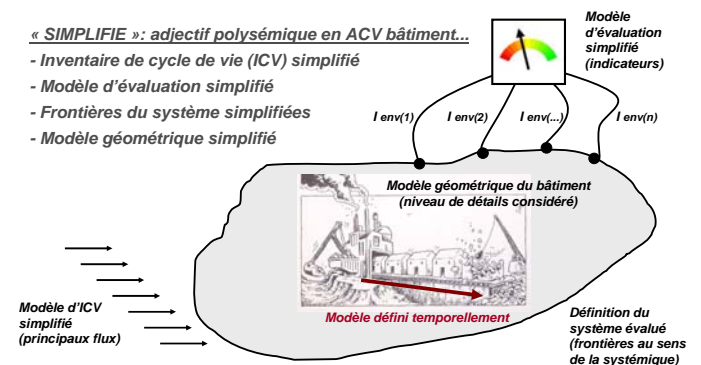 « SIMPLIFIE »: adjectif polysémique en ACV bâtiment...
- Inventaire de cycle de vie (ICV) simplifié
- Modèle d'évaluation simplifié
- Frontières du système simplifiées
- Modèle géométrique simplifié
Modèle
d'évaluation
simplifié
(indicateurs)
I env(1)
I env(2)
I env(...)
I env(n)
Modèle géométrique du bâtiment
(niveau de détails considéré)
Modèle défini temporellement
Modèle d'ICV
simplifié
(principaux flux)
Définition du
système évalué
(frontières au sens
de la systémique)